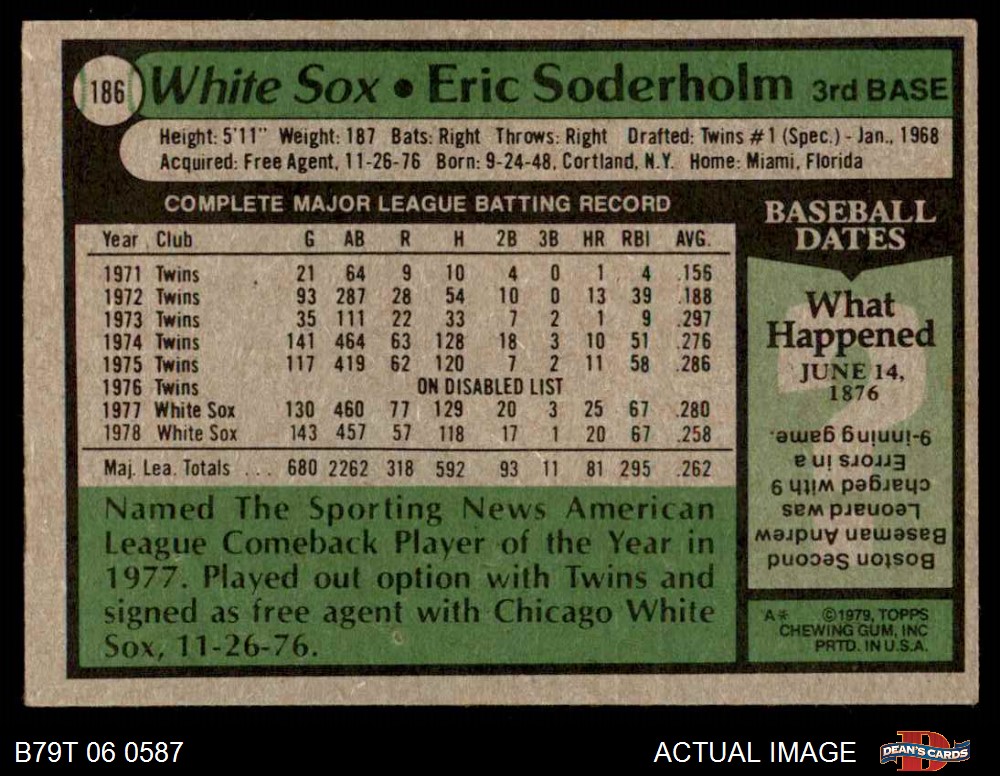 186 White Sox • Eric Soderholm 3rd BASE
Height: 5'11" Weight: 187 Bats: Right Throws: Right Drafted: Twins #1 (Spec.) - Jan., 1968
Acquired: Free Agent, 11-26-76 Born: 9-24-48, Cortland, N.Y. Home: Miami, Florida
COMPLETE MAJOR LEAGUE BATTING RECORD
Year Club G AB R H 2B 3B HR RBI AVG.
1971 Twins 21 64 9 10 4 0 1 4 .156
1972 Twins 93 287 28 54 10 0 13 39 .188
1973 Twins 35 111 22 33 7 2 1 9 .297
1974 Twins 141 464 63 128 18 3 10 51 .276
1975 Twins 117 419 62 120 7 2 11 58 .286
1976 Twins ON DISABLED LIST
1977 White Sox 130 460 77 129 20 3 25 67 .280
1978 White Sox 143 457 57 118 17 1 20 67 .258
Maj. Lea. Totals ... 680 2262 318 592 93 11 81 295 .262
Named The Sporting News American
League Comeback Player of the Year in
1977. Played out option with Twins and
signed as free agent with Chicago White
Sox, 11-26-76.
BASEBALL
DATES
What
Happened
JUNE 14,
1876
Boston Second
Baseman Andrew
Leonard was
charged with 9
Errors in a
9-inning game.
A* ©1979, TOPPS
CHEWING GUM, INC
PRTD. IN U.S.A.
B79T 06 0587
ACTUAL IMAGE
DEAN'S CARDS